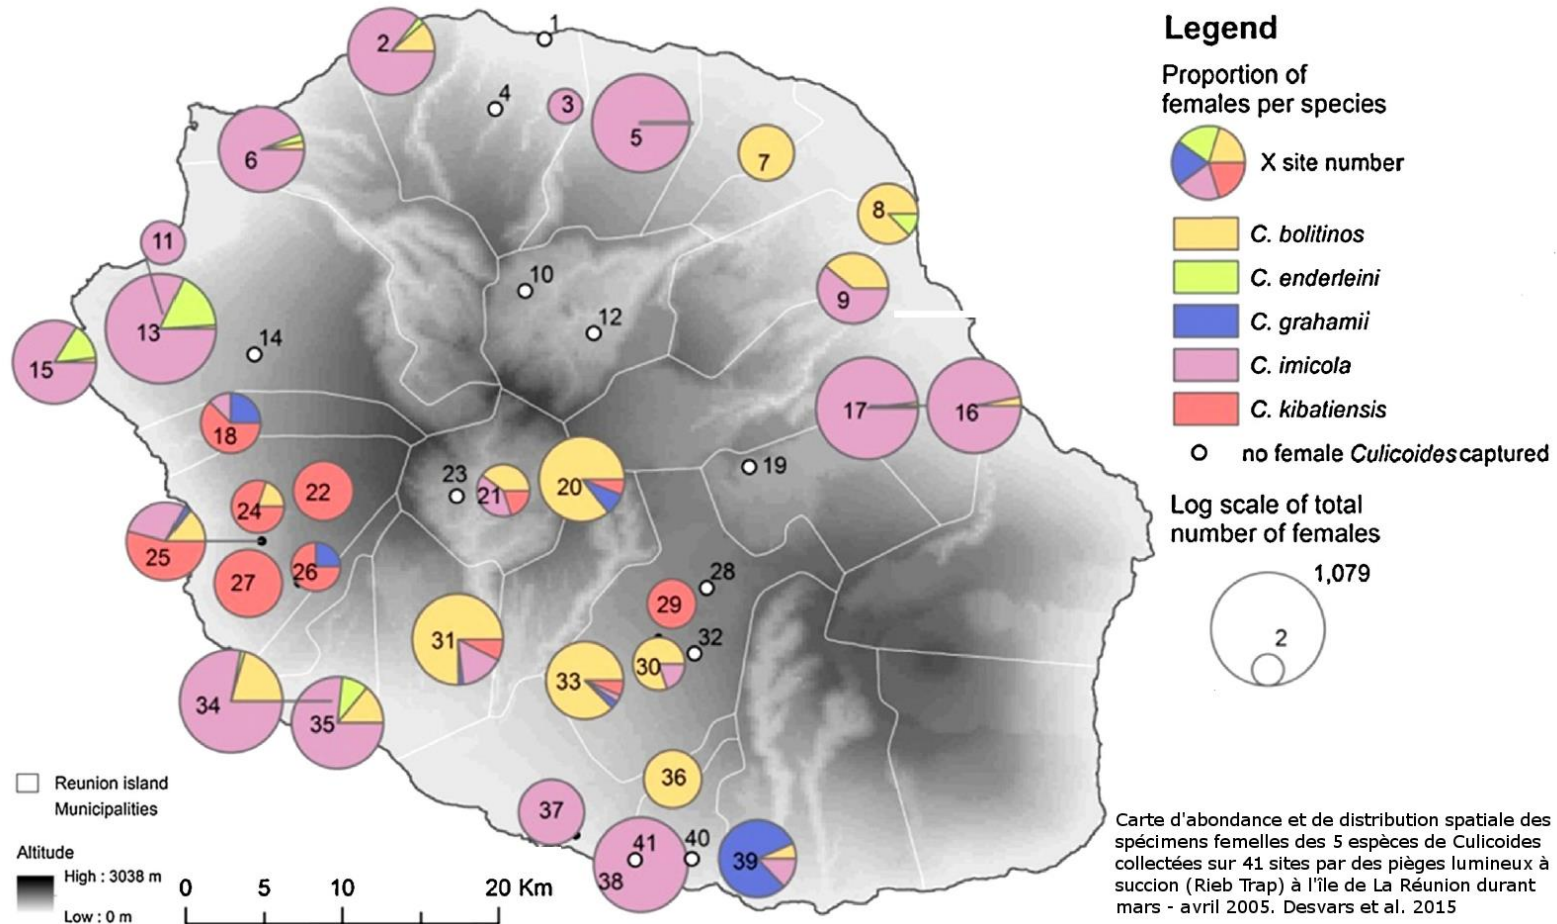 1
2
4
3
5
6
7
8
11
10
9
12
13
14
15
17
16
18
23
19
21
20
22
24
25
26
27
28
29
31
32
30
33
34
35
36
37
41
40
39
38
Legend
Proportion of
females per species
X site number
C. bolitinos
C. enderleini
C. grahamii
C. imicola
C. kibatiensis
no female Culicoides captured
Log scale of total
number of females
1,079
2
Reunion island
Municipalities
Altitude
High : 3038 m
Low : 0 m
0 5 10 20 Km
Carte d'abondance et de distribution spatiale des
spécimens femelles des 5 espèces de Culicoides
collectées sur 41 sites par des pièges lumineux à
succion (Rieb Trap) à l'île de La Réunion durant
mars - avril 2005. Desvars et al. 2015